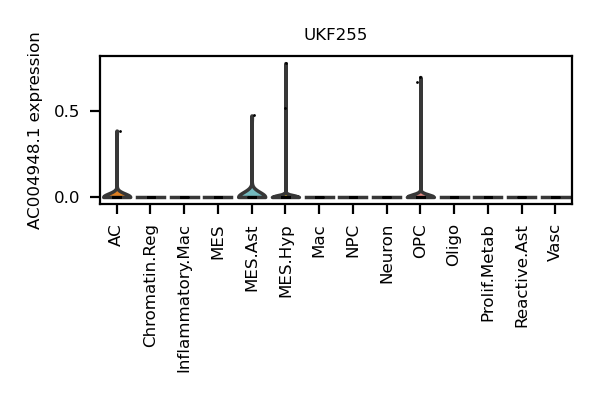 UKF255
AC004948.1 expression
0.5
0.0
AC
Chromatin.Reg
Inflammatory.Mac
MES
MES.Ast
MES.Hyp
Mac
NPC
Neuron
OPC
Oligo
Prolif.Metab
Reactive.Ast
Vasc